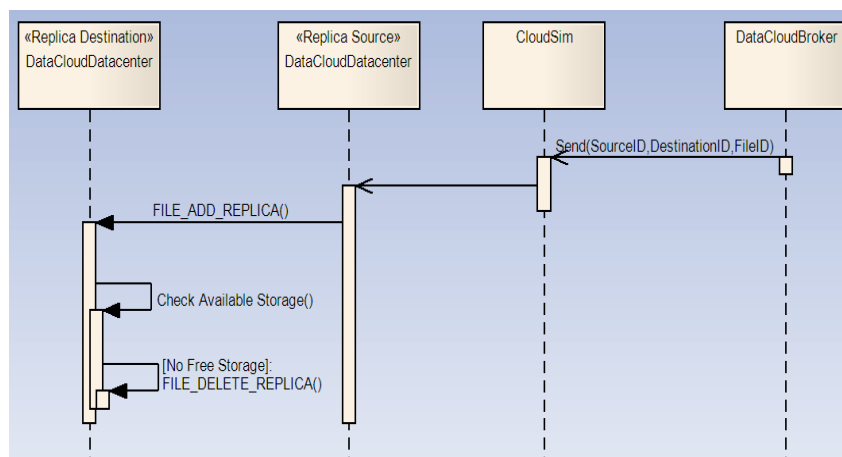 «Replica Destination»
DataCloudDatacenter
«Replica Source»
DataCloudDatacenter
CloudSim
DataCloudBroker
Send(SourceID,DestinationID,FileID)
FILE_ADD_REPLICA()
Check Available Storage()
[No Free Storage]:
FILE_DELETE_REPLICA()